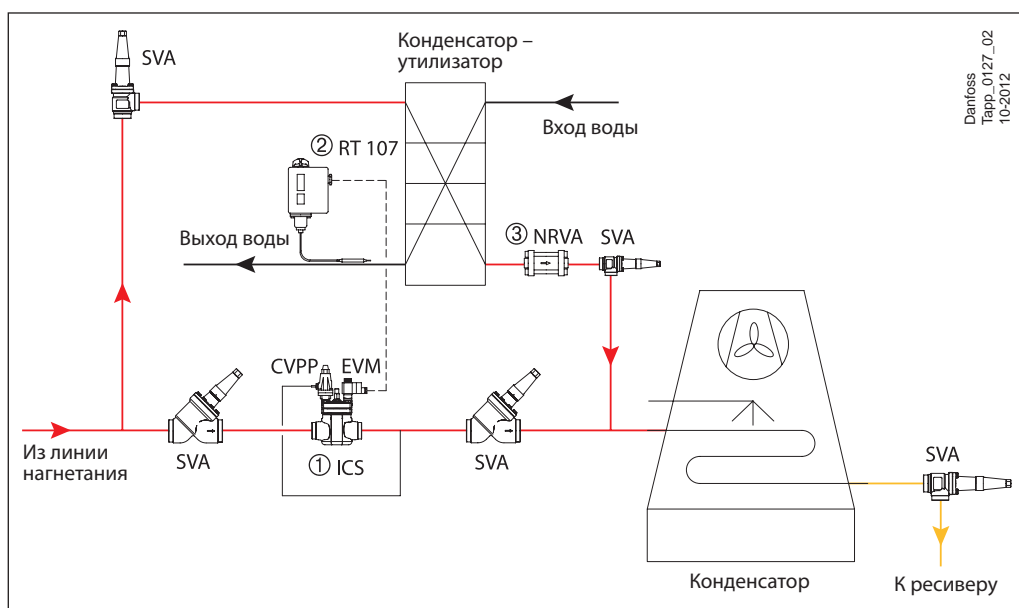 SVA
Конденсатор –
утилизатор
Danfoss
Tapp_0127_02
10-2012
Вход воды
② RT 107
Выход воды
③ NRVA
SVA
CVPP
EVM
Из линии
нагнетания
SVA
① ICS
SVA
SVA
Конденсатор
К ресиверу